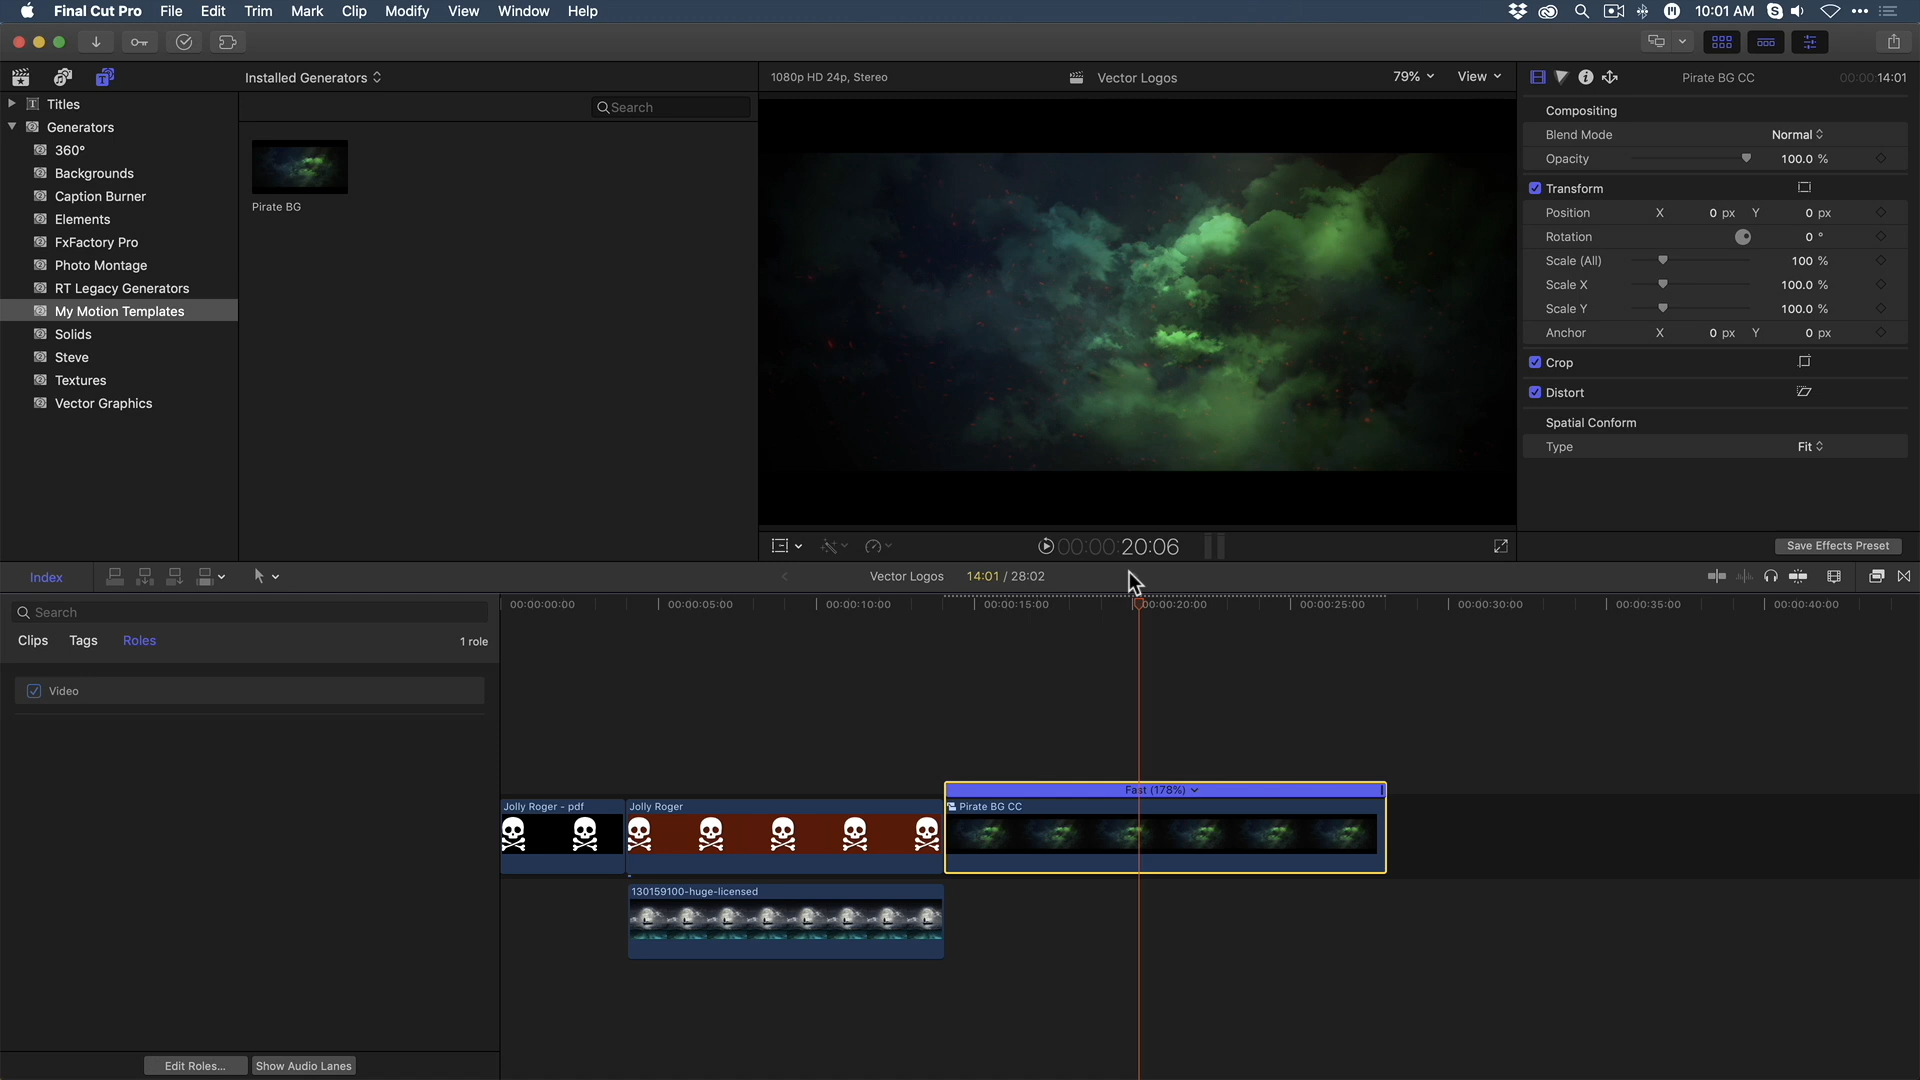 Final Cut Pro File Edit Trim Mark Clip Modify View Window Help 10:01 AM
Installed Generators
1080p HD 24p, Stereo Vector Logos 79% View
Pirate BG CC 00:00:14:01
Titles
Search
Generators
360°
Backgrounds
Caption Burner
Elements
FxFactory Pro
Photo Montage
RT Legacy Generators
My Motion Templates
Solids
Steve
Textures
Vector Graphics
Pirate BG
Compositing
Blend Mode Normal
Opacity 100.0 %
Transform
Position X 0 px Y 0 px
Rotation 0 °
Scale (All) 100 %
Scale X 100.0 %
Scale Y 100.0 %
Anchor X 0 px Y 0 px
Crop
Distort
Spatial Conform
Type Fit
00:00:20:06
Save Effects Preset
Index
Vector Logos 14:01 / 28:02
00:00:00:00 00:00:05:00 00:00:10:00 00:00:15:00 00:00:20:00 00:00:25:00 00:00:30:00 00:00:35:00 00:00:40:00
Search
Clips Tags Roles 1 role
Video
Fast (178%)
Jolly Roger - pdf Jolly Roger Pirate BG CC
130159100-huge-licensed
Edit Roles... Show Audio Lanes